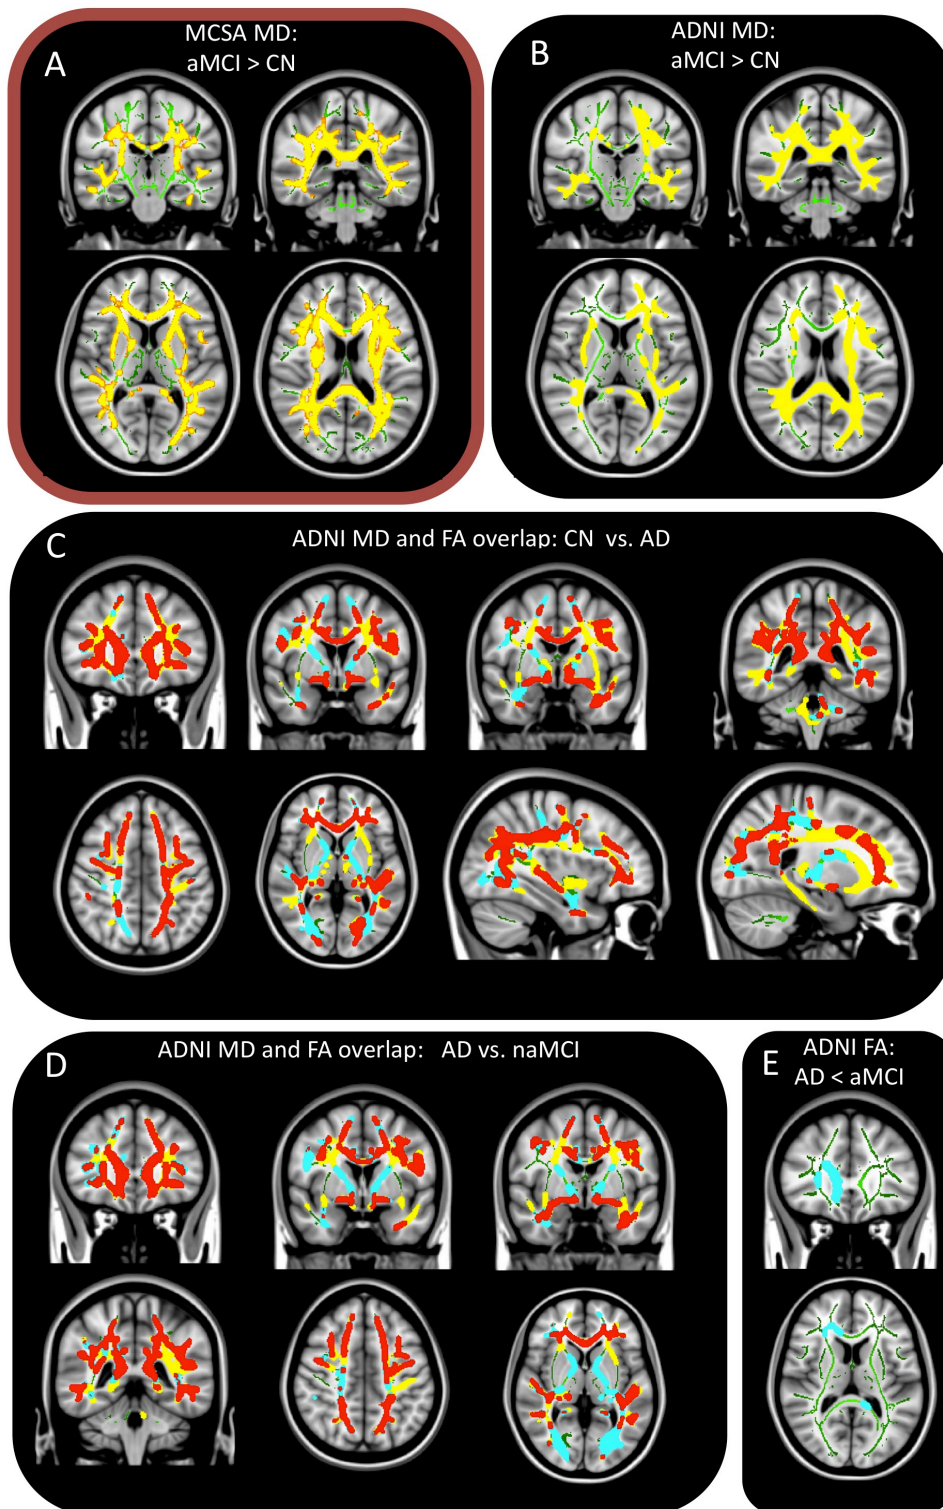 A
MCSA MD:
aMCI > CN
B
ADNI MD:
aMCI > CN
C
ADNI MD and FA overlap: CN vs. AD
D
ADNI MD and FA overlap: AD vs. naMCI
E
ADNI FA:
AD < aMCI